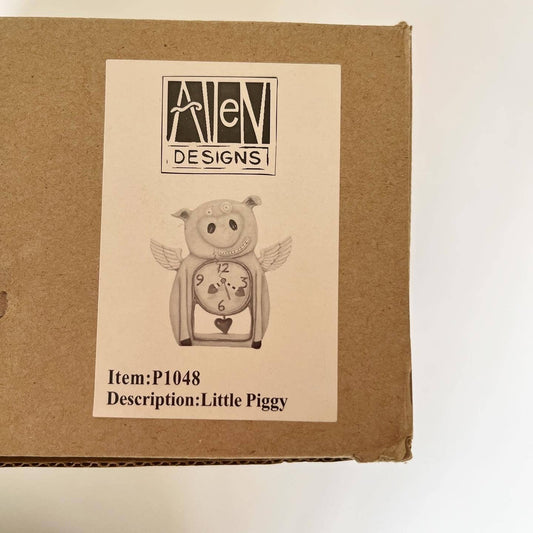 Allen
DESIGNS
12
9 3
6
Item:P1048
Description:Little Piggy